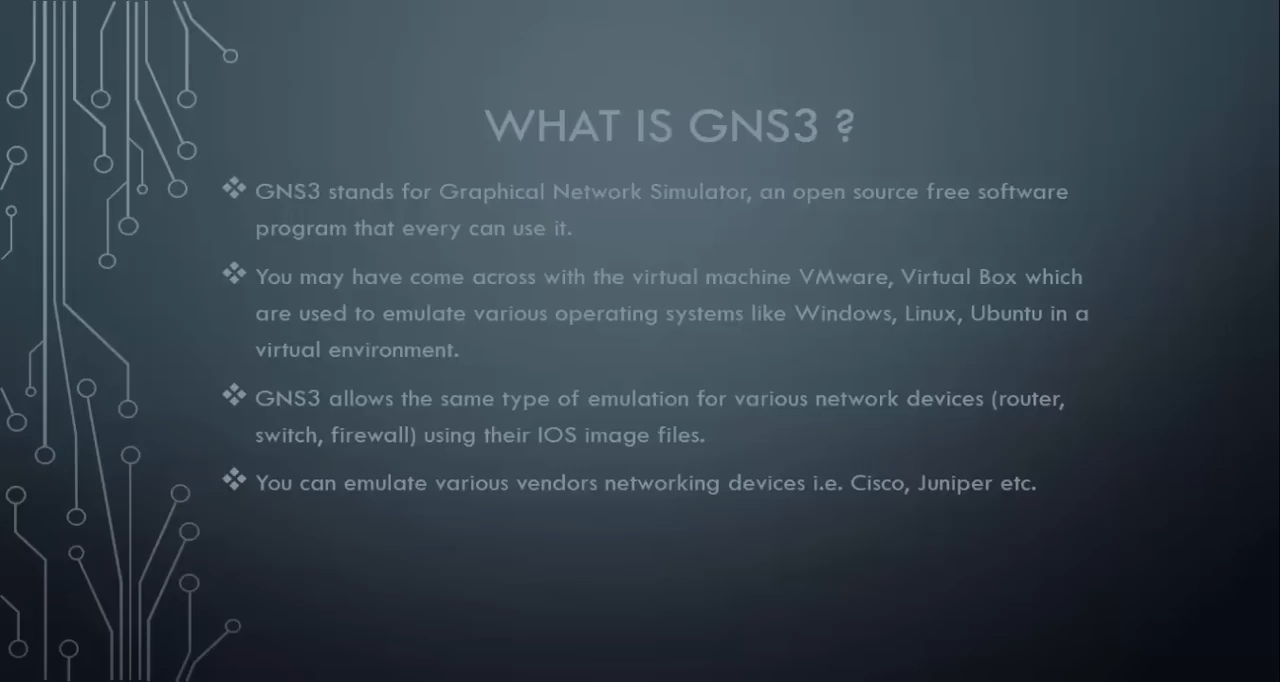 WHAT IS GNS3 ?
❖ GNS3 stands for Graphical Network Simulator, an open source free software
program that every can use it.
❖ You may have come across with the virtual machine VMware, Virtual Box which
are used to emulate various operating systems like Windows, Linux, Ubuntu in a
virtual environment.
❖ GNS3 allows the same type of emulation for various network devices (router,
switch, firewall) using their IOS image files.
❖ You can emulate various vendors networking devices i.e. Cisco, Juniper etc.